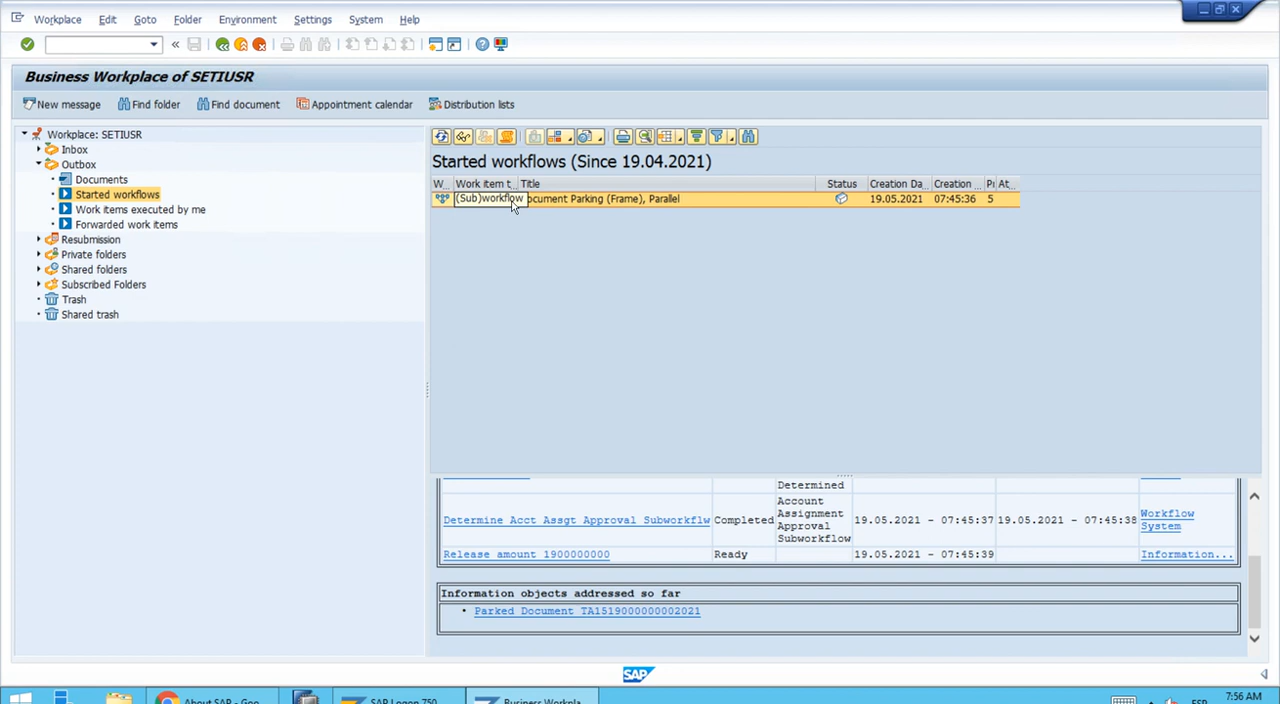 Workplace Edit Goto Folder Environment Settings System Help
Business Workplace of SETIUSR
New message Find folder Find document Appointment calendar Distribution lists
Workplace: SETIUSR
Inbox
Outbox
Documents
Started workflows
Work items executed by me
Forwarded work items
Resubmission
Private folders
Shared folders
Subscribed Folders
Trash
Shared trash
Started workflows (Since 19.04.2021)
W... Work item t... Title Status Creation Da... Creation ... Pr At...
(Sub)workflow ocument Parking (Frame), Parallel 19.05.2021 07:45:36 5
Determined
Determine Acct Assgt Approval Subworkflw Completed Account Assignment Approval Subworkflow 19.05.2021 - 07:45:37 19.05.2021 - 07:45:38 Workflow System
Release amount 1900000000 Ready 19.05.2021 - 07:45:39 Information...
Information objects addressed so far
• Parked Document TA1519000000002021
SAP
About SAP - Goo... SAP Logon 750 Business Workpla... ESP 7:56 AM